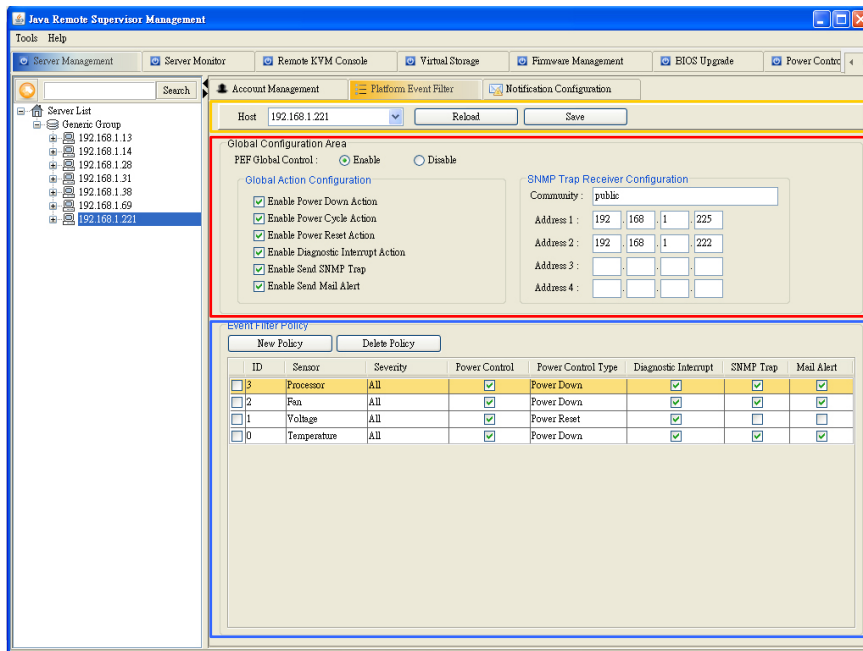 Java Remote Supervisor Management
Tools Help
Server Management Server Monitor Remote KVM Console Virtual Storage Firmware Management BIOS Upgrade Power Contrc
Search
Server List
Generic Group
192.168.1.13
192.168.1.14
192.168.1.28
192.168.1.31
192.168.1.38
192.168.1.69
192.168.1.221
Account Management Platform Event Filter Notification Configuration
Host 192.168.1.221 Reload Save
Global Configuration Area
PEF Global Control : Enable Disable
Global Action Configuration
Enable Power Down Action
Enable Power Cycle Action
Enable Power Reset Action
Enable Diagnostic Interrupt Action
Enable Send SNMP Trap
Enable Send Mail Alert
SNMP Trap Receiver Configuration
Community : public
Address 1 : 192 . 168 . 1 . 225
Address 2 : 192 . 168 . 1 . 222
Address 3 : . . .
Address 4 : . . .
Event Filter Policy
New Policy Delete Policy
ID Sensor Severity Power Control Power Control Type Diagnostic Interrupt SNMP Trap Mail Alert
3 Processor All Power Down
2 Fan All Power Down
1 Voltage All Power Reset
0 Temperature All Power Down